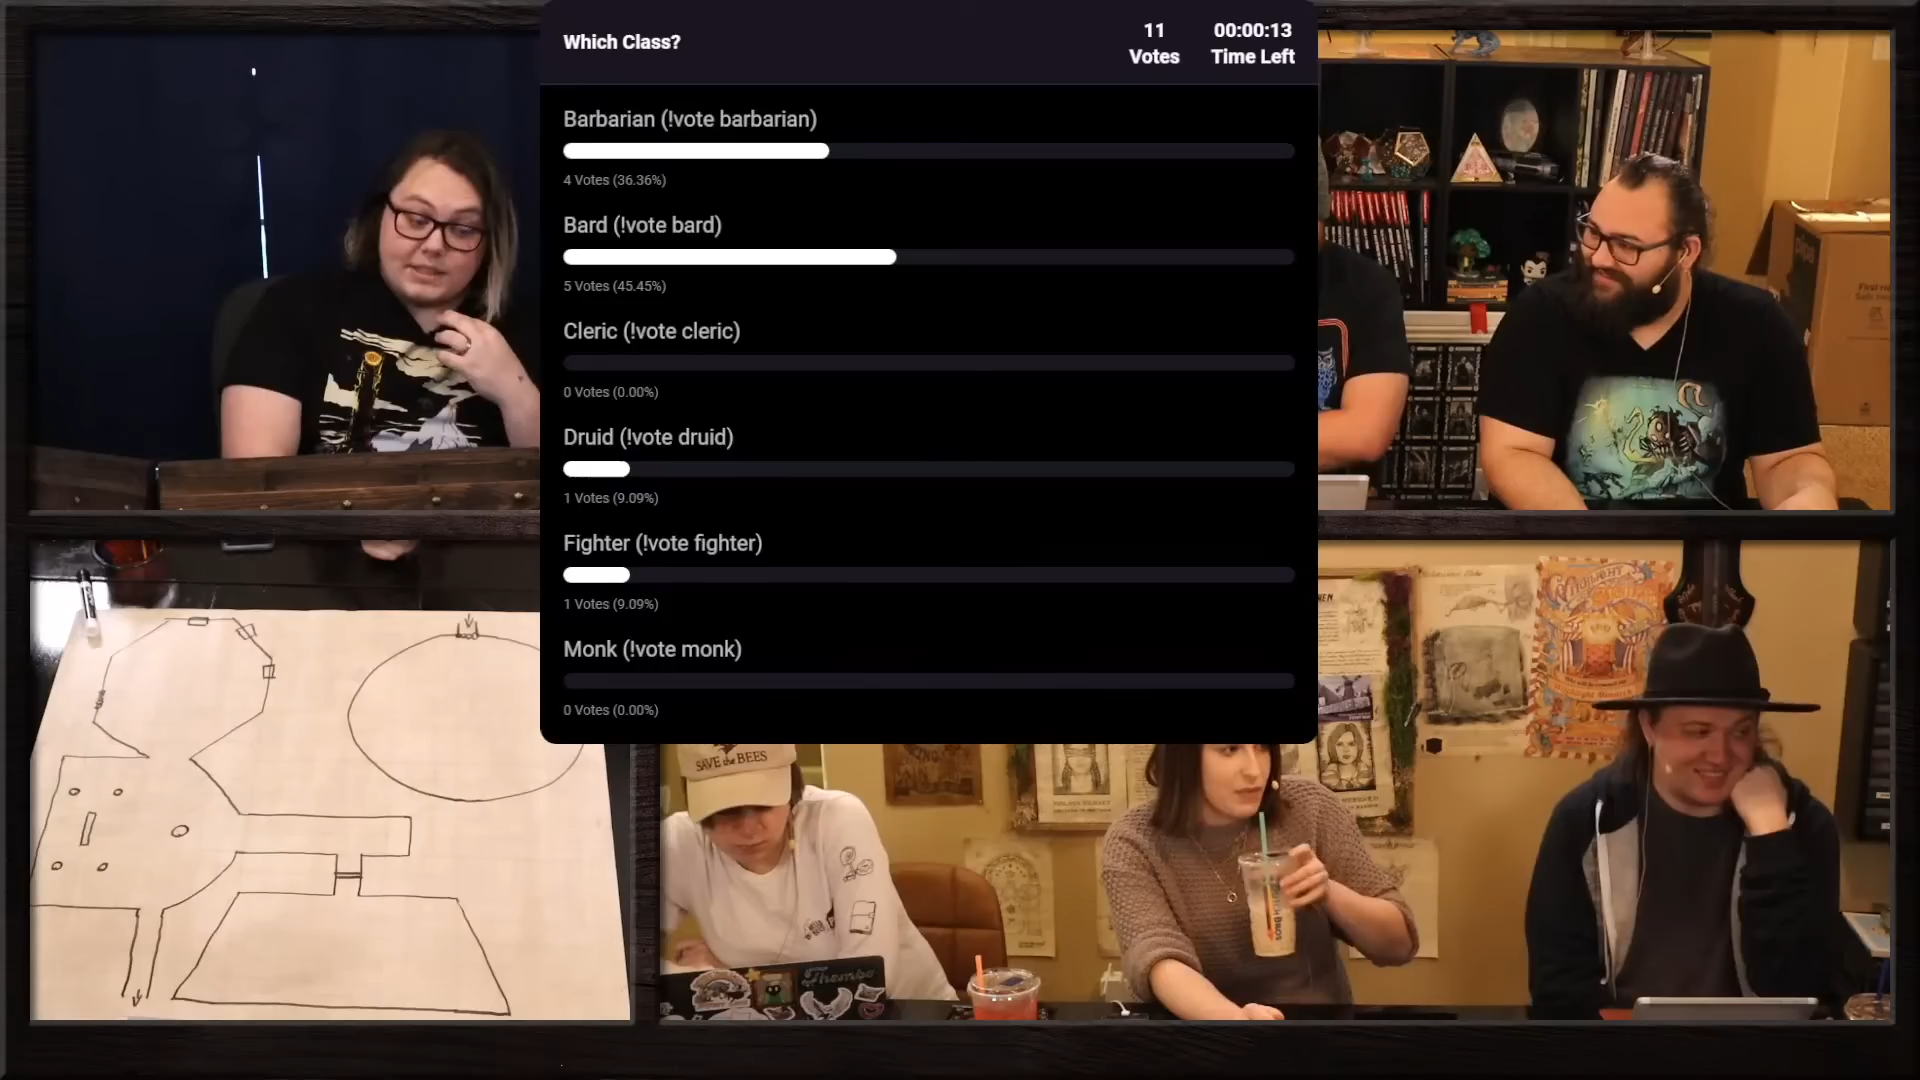 Which Class?
11
Votes
00:00:13
Time Left
Barbarian (!vote barbarian)
4 Votes (36.36%)
Bard (!vote bard)
5 Votes (45.45%)
Cleric (!vote cleric)
0 Votes (0.00%)
Druid (!vote druid)
1 Votes (9.09%)
Fighter (!vote fighter)
1 Votes (9.09%)
Monk (!vote monk)
0 Votes (0.00%)
SAVE the BEES